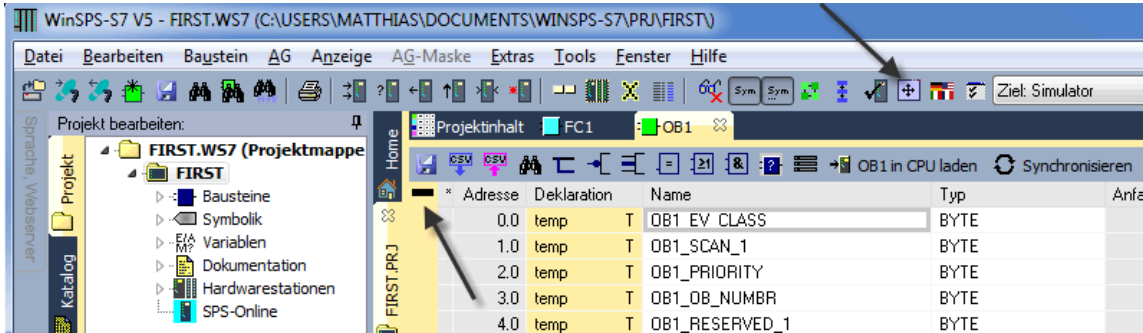 WinSPS-S7 V5 - FIRST.WS7 (C:\USERS\MATTHIAS\DOCUMENTS\WINSPS-S7\PRJ\FIRST\)
Datei Bearbeiten Baustein AG Anzeige AG-Maske Extras Tools Fenster Hilfe
Sym Sym Ziel: Simulator
Sprache, Webserver
Projekt
Katalog
Projekt bearbeiten:
FIRST.WS7 (Projektmappe
FIRST
Bausteine
Symbolik
E/A M? Variablen
Dokumentation
Hardwarestationen
SPS-Online
Home
FIRST.PRJ
Projektinhalt FC1 OB1
CSV CSV = ≥1 & ? OB1 in CPU laden Synchronisieren
* Adresse Deklaration Name Typ Anfa
0.0 temp T OB1_EV_CLASS BYTE
1.0 temp T OB1_SCAN_1 BYTE
2.0 temp T OB1_PRIORITY BYTE
3.0 temp T OB1_OB_NUMBR BYTE
4.0 temp T OB1_RESERVED_1 BYTE